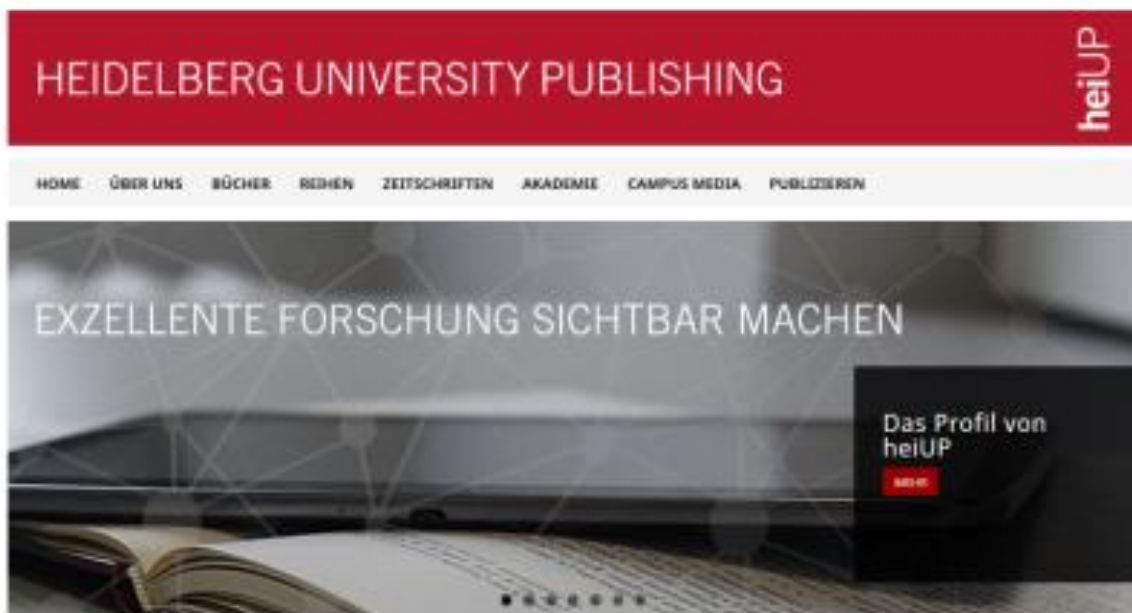 HEIDELBERG UNIVERSITY PUBLISHING
heiUP
HOME ÜBER UNS BÜCHER REIHEN ZEITSCHRIFTEN AKADEMIE CAMPUS MEDIA PUBLIZIEREN
EXZELLENTE FORSCHUNG SICHTBAR MACHEN
Das Profil von
heiUP
MEHR